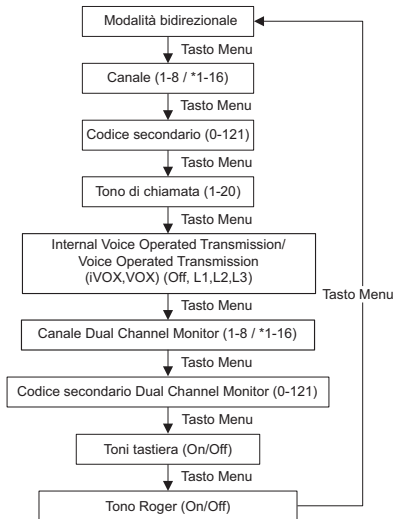 Modalità bidirezionale
Tasto Menu
Canale (1-8 / *1-16)
Tasto Menu
Codice secondario (0-121)
Tasto Menu
Tono di chiamata (1-20)
Tasto Menu
Internal Voice Operated Transmission/
Voice Operated Transmission
(iVOX,VOX) (Off, L1,L2,L3)
Tasto Menu
Tasto Menu
Canale Dual Channel Monitor (1-8 / *1-16)
Tasto Menu
Codice secondario Dual Channel Monitor (0-121)
Tasto Menu
Toni tastiera (On/Off)
Tasto Menu
Tono Roger (On/Off)